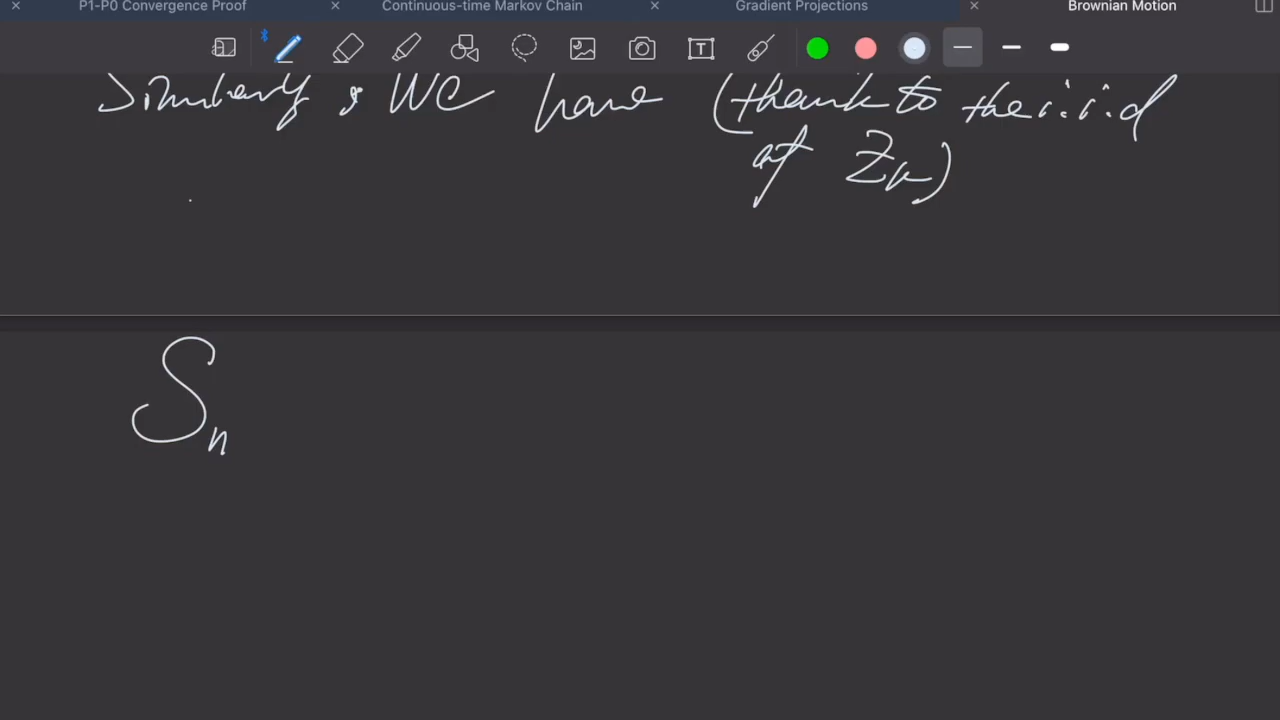 P1-P0 Convergence Proof Continuous-time Markov Chain Gradient Projections Brownian Motion
Similarly, we have (thank to the i.i.d
of Zk)
Sn